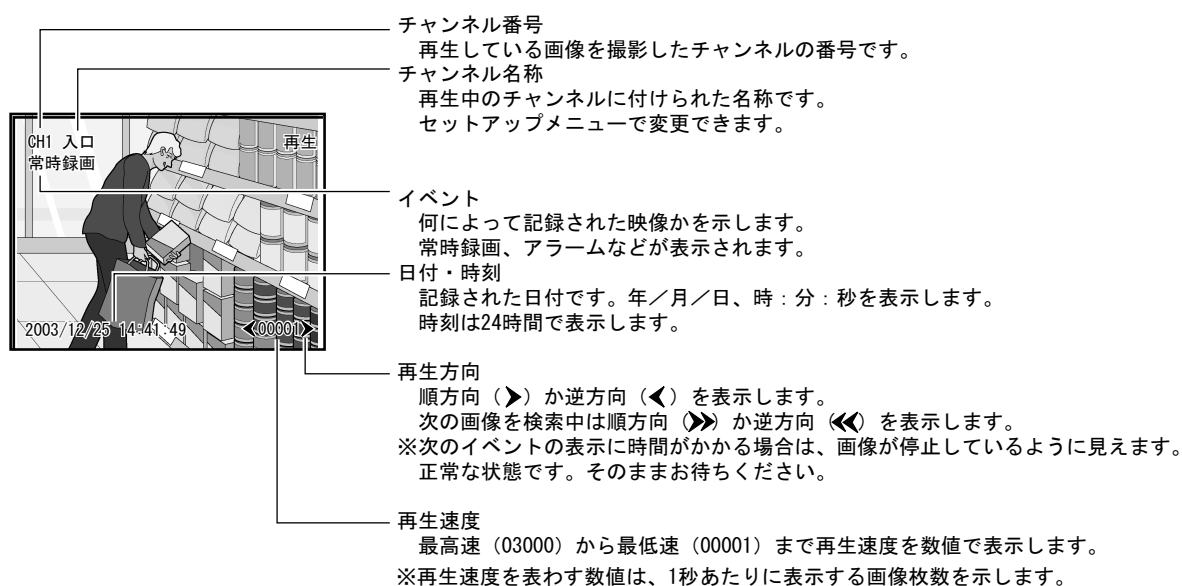 チャンネル番号
再生している画像を撮影したチャンネルの番号です。
チャンネル名称
再生中のチャンネルに付けられた名称です。
セットアップメニューで変更できます。
CH1 入口
再生
常時録画
イベント
何によって記録された映像かを示します。
常時録画、アラームなどが表示されます。
日付・時刻
記録された日付です。年／月／日、時：分：秒を表示します。
時刻は24時間で表示します。
2003/12/25 14:41:49
00001
再生方向
順方向（➤）か逆方向（⮜）を表示します。
次の画像を検索中は順方向（➤➤）か逆方向（⮜⮜）を表示します。
※次のイベントの表示に時間がかかる場合は、画像が停止しているように見えます。
正常な状態です。そのままお待ちください。
再生速度
最高速（03000）から最低速（00001）まで再生速度を数値で表示します。
※再生速度を表わす数値は、1秒あたりに表示する画像枚数を示します。